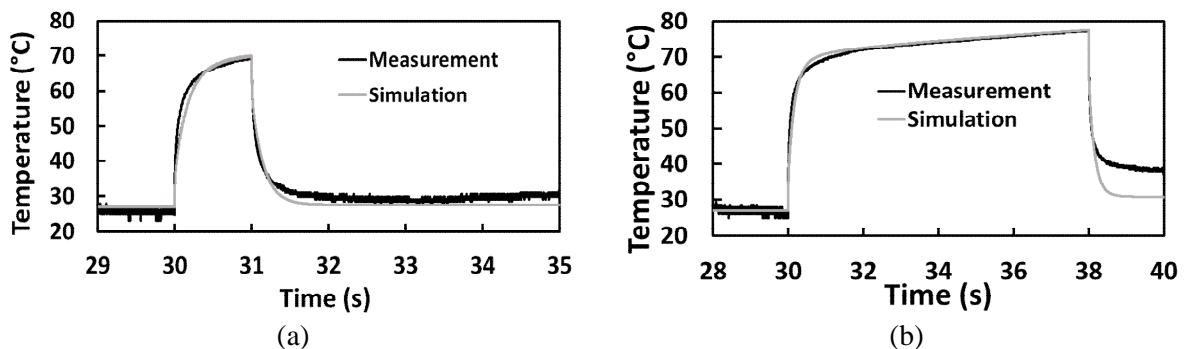 Temperature (°C)
80
70
60
50
40
30
20
29 30 31 32 33 34 35
Time (s)
Measurement
Simulation
(a)
Temperature (°C)
80
70
60
50
40
30
20
28 30 32 34 36 38 40
Time (s)
Measurement
Simulation
(b)